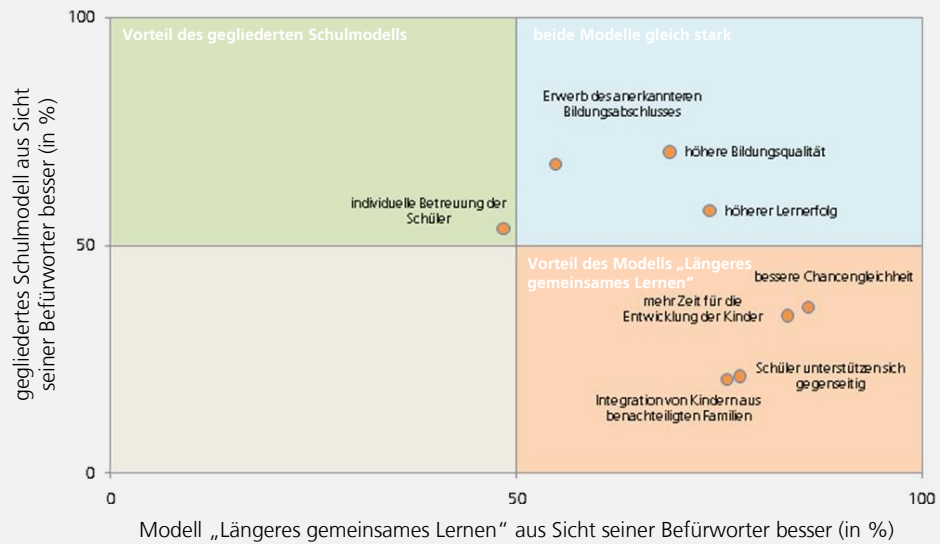 100
Vorteil des gegliederten Schulmodells
beide Modelle gleich stark
Erwerb des anerkannteren
Bildungsabschlusses
höhere Bildungsqualität
individuelle Betreuung der
Schüler
höherer Lernerfolg
50
Vorteil des Modells „Längeres
gemeinsames Lernen“
bessere Chancengleichheit
mehr Zeit für die
Entwicklung der Kinder
Schüler unterstützen sich
gegenseitig
Integration von Kindern aus
benachteiligten Familien
0
0
50
100
gegliedertes Schulmodell aus Sicht
seiner Befürworter besser (in %)
Modell „Längeres gemeinsames Lernen“ aus Sicht seiner Befürworter besser (in %)